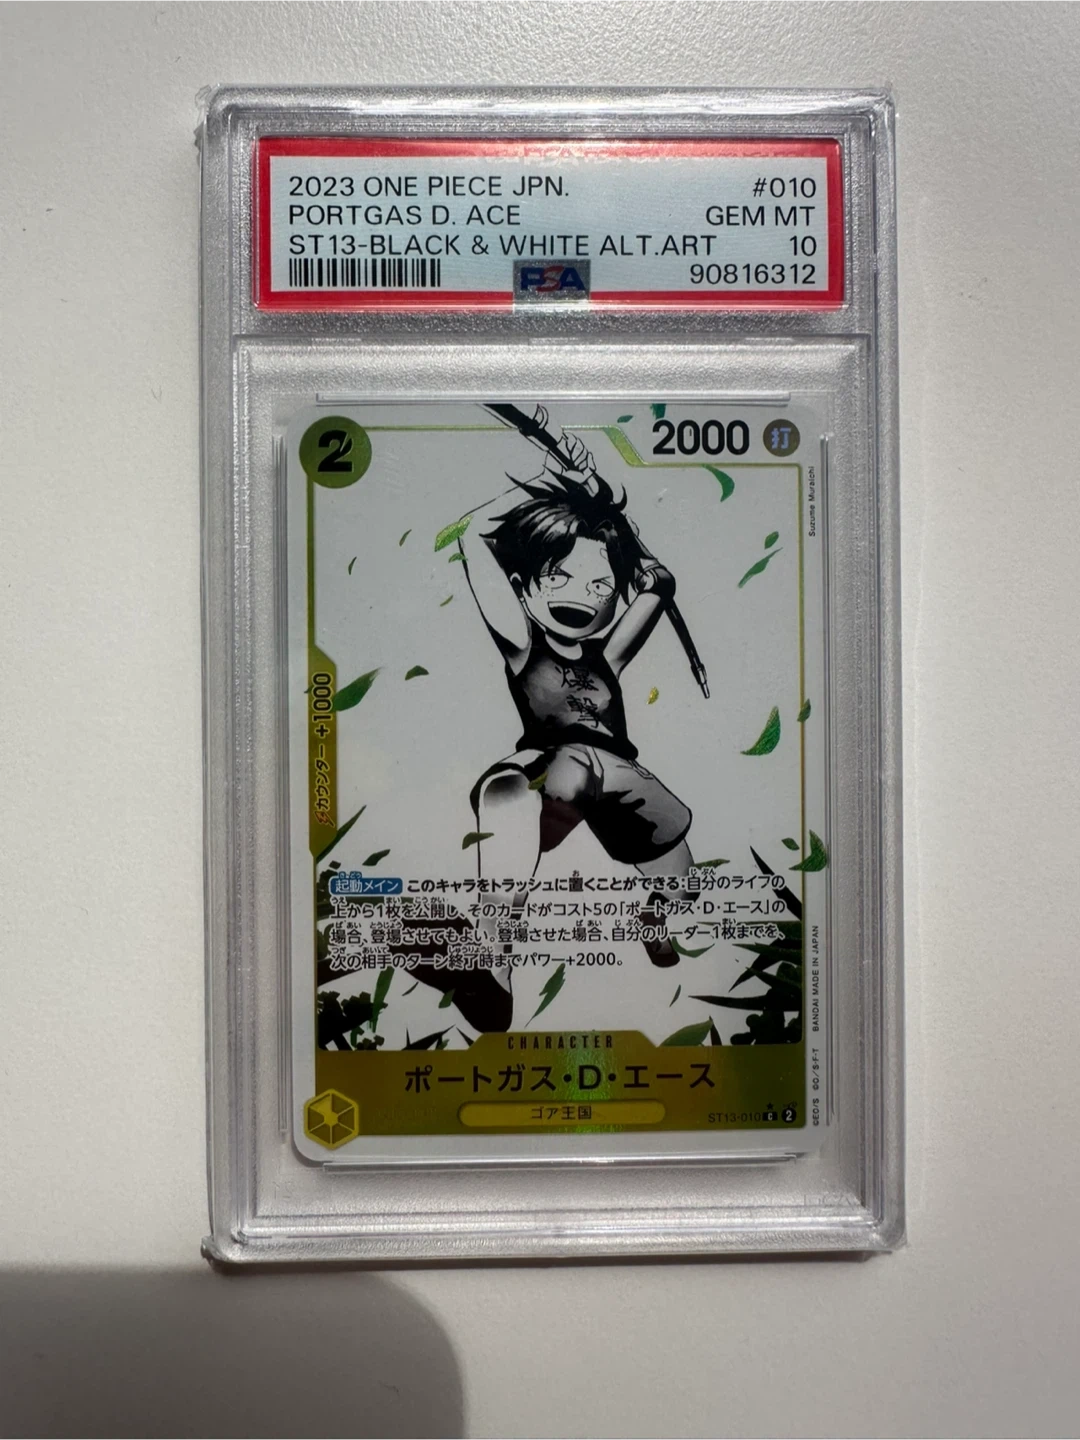 2023 ONE PIECE JPN. #010
PORTGAS D. ACE GEM MT
ST13-BLACK & WHITE ALT.ART 10
PSA 90816312
2 2000 打
Suzume Muraichi
爆撃
カウンター +1000
起動メイン このキャラをトラッシュに置くことができる:自分のライフの
上から1枚を公開し、そのカードがコスト5の「ポートガス・D・エース」の
場合、登場させてもよい。登場させた場合、自分のリーダー1枚までを、
次の相手のターン終了時までパワー+2000。
CHARACTER
ポートガス・D・エース
ゴア王国
ST13-010 C 2
©EO/S ©O./S・F・T BANDAI MADE IN JAPAN